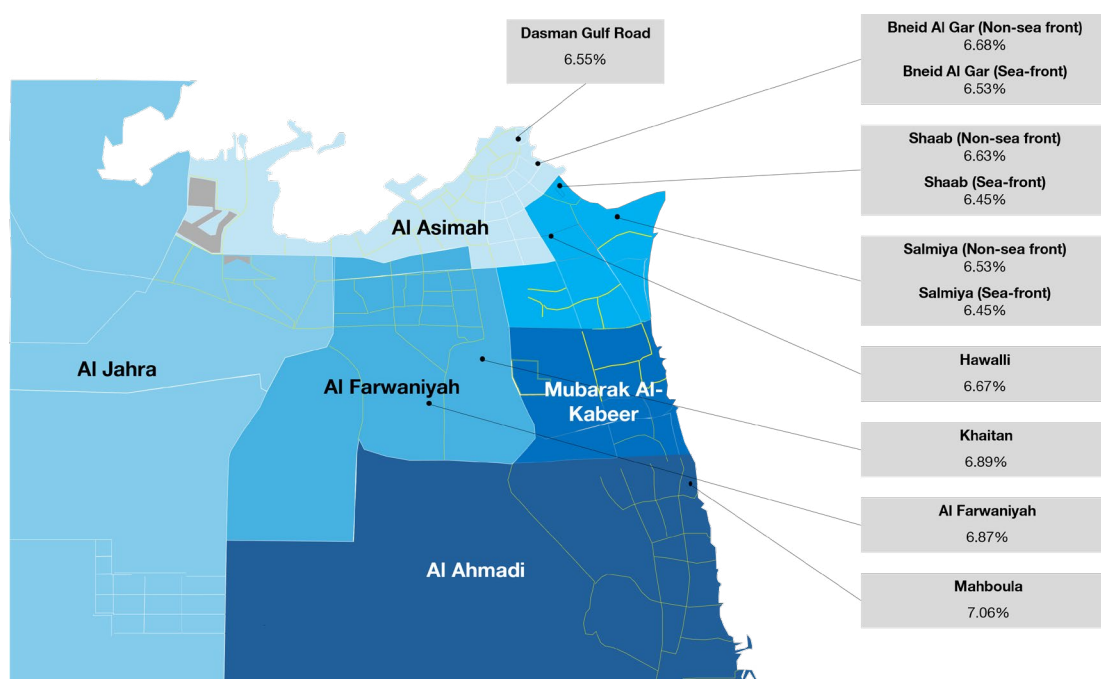 Dasman Gulf Road
6.55%
Bneid Al Gar (Non-sea front)
6.68%
Bneid Al Gar (Sea-front)
6.53%
Shaab (Non-sea front)
6.63%
Shaab (Sea-front)
6.45%
Salmiya (Non-sea front)
6.53%
Salmiya (Sea-front)
6.45%
Hawalli
6.67%
Khaitan
6.89%
Al Farwaniyah
6.87%
Mahboula
7.06%
Al Asimah
Al Jahra
Al Farwaniyah
Mubarak Al-
Kabeer
Al Ahmadi